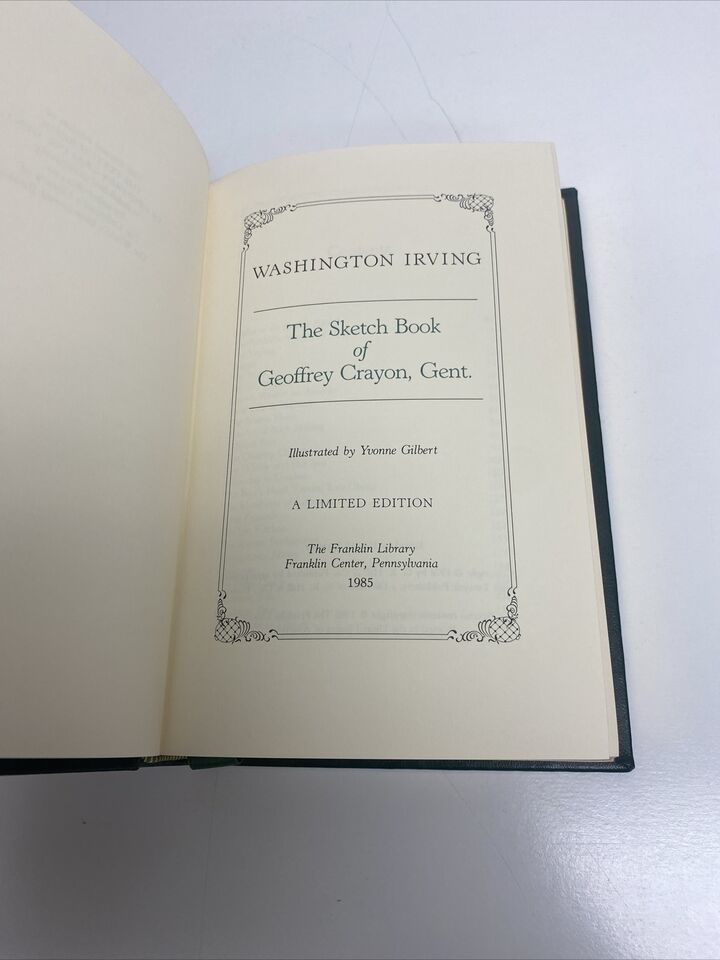 WASHINGTON IRVING
The Sketch Book
of
Geoffrey Crayon, Gent.
Illustrated by Yvonne Gilbert
A LIMITED EDITION
The Franklin Library
Franklin Center, Pennsylvania
1985